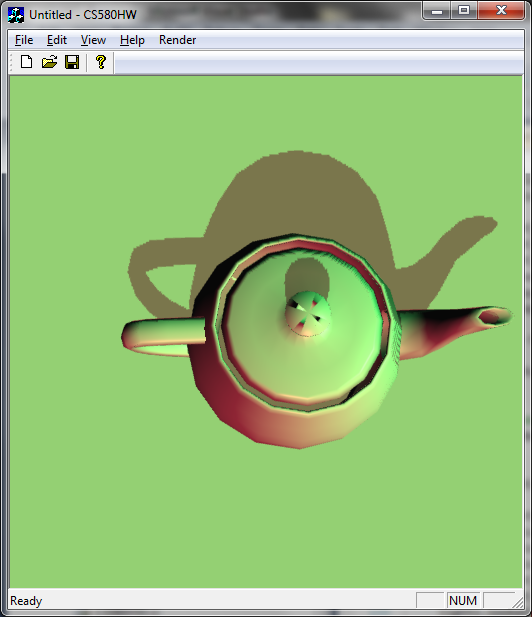 Untitled - CS580HW
File Edit View Help Render
Ready NUM